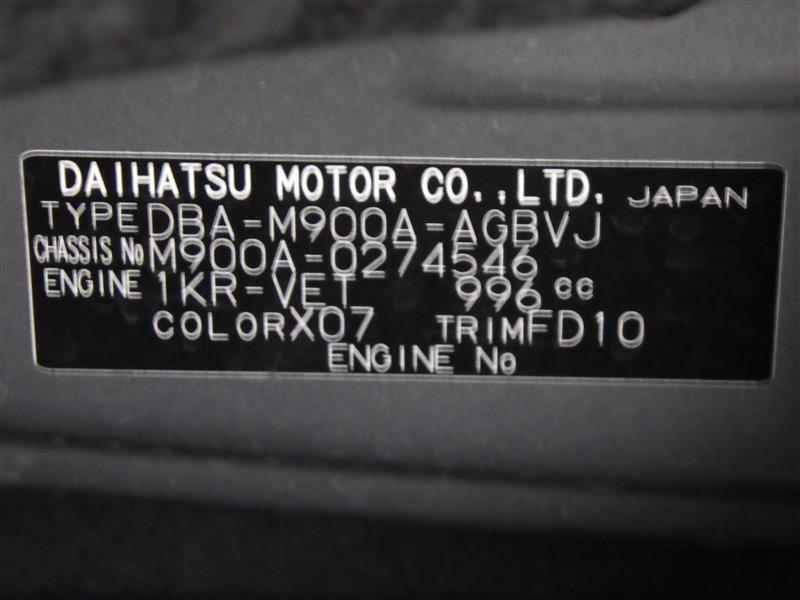 DAIHATSU MOTOR CO.,LTD. JAPAN
TYPE DBA-M900A-AGBVJ
CHASSIS No M900A-0274546
ENGINE 1KR-VET 996 cc
COLOR X07 TRIM FD10
ENGINE No